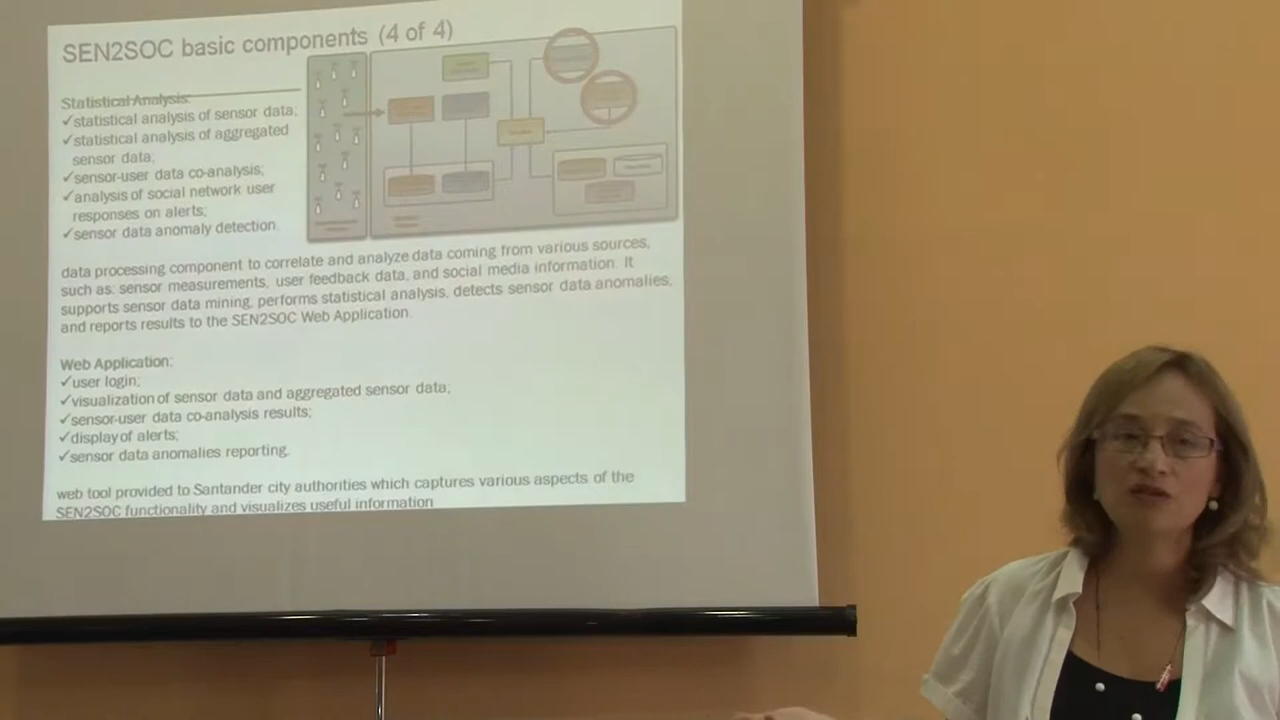 SEN2SOC basic components (4 of 4)
Statistical Analysis:
✓statistical analysis of sensor data;
✓statistical analysis of aggregated
sensor data;
✓sensor-user data co-analysis;
✓analysis of social network user
responses on alerts;
✓sensor data anomaly detection.
data processing component to correlate and analyze data coming from various sources,
such as: sensor measurements, user feedback data, and social media information. It
supports sensor data mining, performs statistical analysis, detects sensor data anomalies,
and reports results to the SEN2SOC Web Application.
Web Application:
✓user login;
✓visualization of sensor data and aggregated sensor data;
✓sensor-user data co-analysis results;
✓display of alerts;
✓sensor data anomalies reporting.
web tool provided to Santander city authorities which captures various aspects of the
SEN2SOC functionality and visualizes useful information